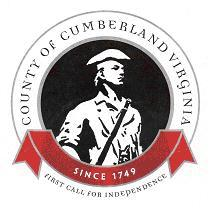 COUNTY OF CUMBERLAND VIRGINIA
SINCE 1749
FIRST CALL FOR INDEPENDENCE